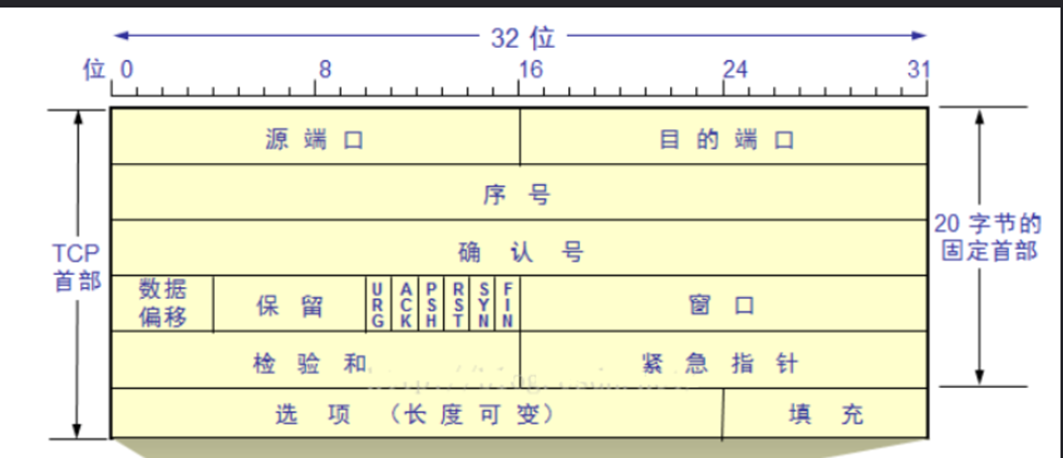 32 位
位 0 8 16 24 31
源 端 口 目 的 端 口
序 号
20 字节的
固定首部
确 认 号
TCP
首部
数据
偏移
保 留
URG
ACK
PSH
RST
SYN
FIN
窗 口
检 验 和 紧 急 指 针
选 项 (长 度 可 变) 填 充